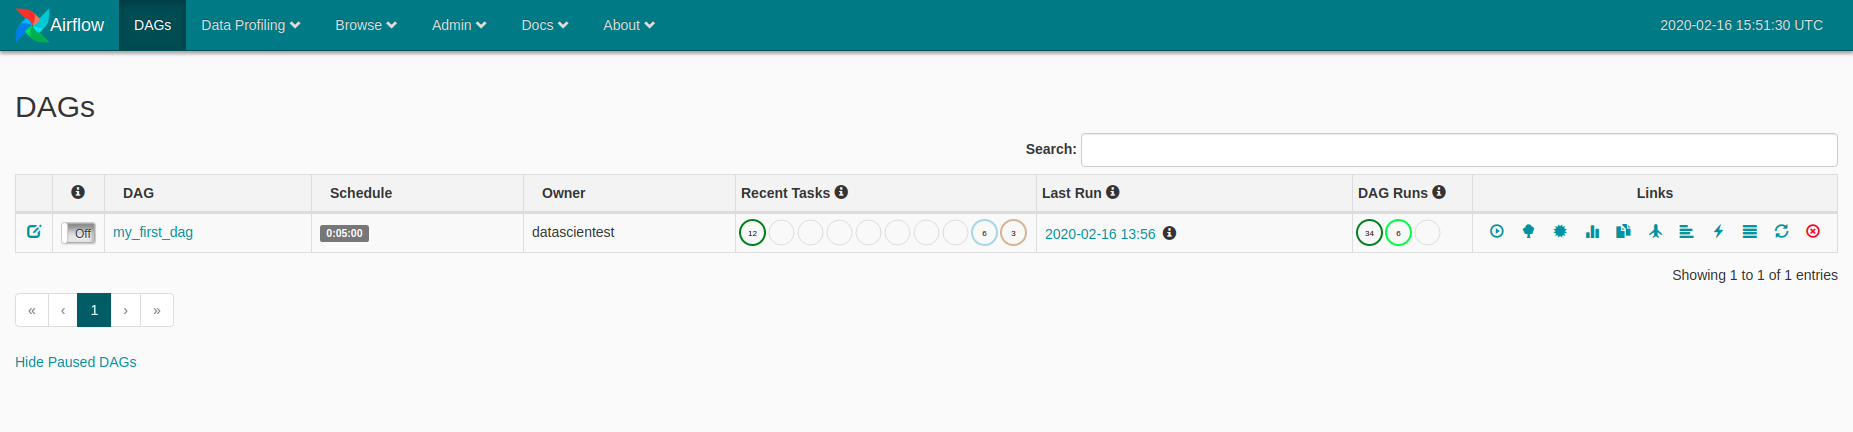 Airflow DAGs Data Profiling Browse Admin Docs About 2020-02-16 15:51:30 UTC
DAGs
Search:
DAG Schedule Owner Recent Tasks Last Run DAG Runs Links
Off my_first_dag 0:05:00 datascientest 12 6 3 2020-02-16 13:56 34 6
Showing 1 to 1 of 1 entries
« ‹ 1 › »
Hide Paused DAGs